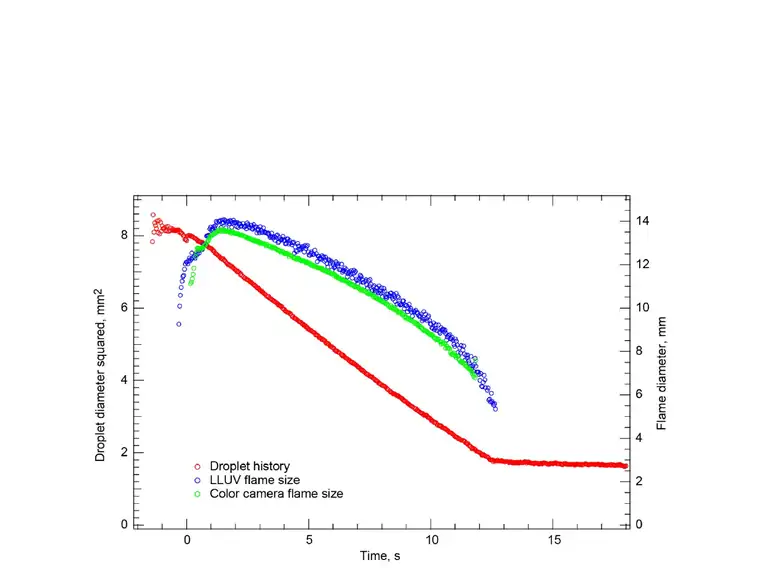 8
6
4
2
0
Droplet diameter squared, mm2
14
12
10
8
6
4
2
0
Flame diameter, mm
Droplet history
LLUV flame size
Color camera flame size
0 5 10 15
Time, s